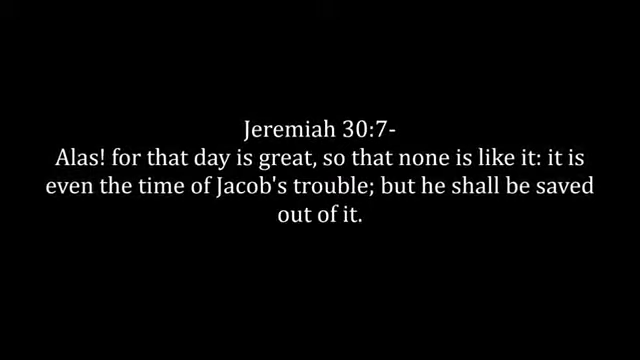 Jeremiah 30:7-
Alas! for that day is great, so that none is like it: it is
even the time of Jacob's trouble; but he shall be saved
out of it.